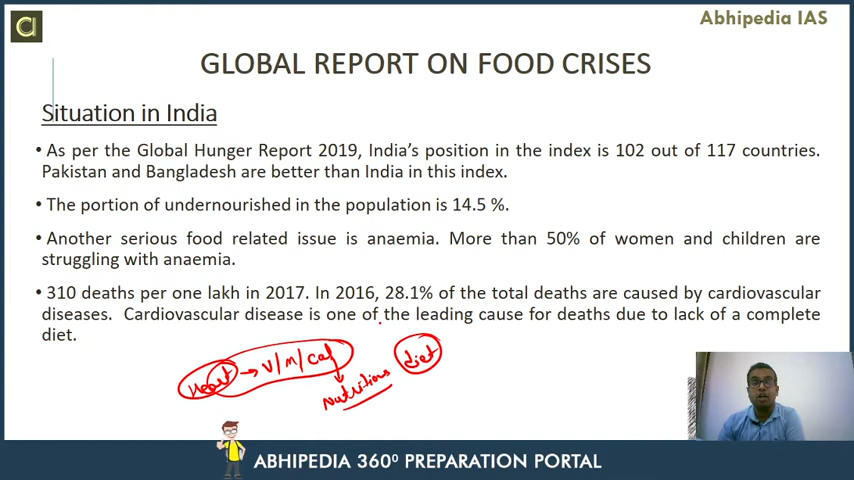 Abhipedia IAS
GLOBAL REPORT ON FOOD CRISES
Situation in India
• As per the Global Hunger Report 2019, India's position in the index is 102 out of 117 countries.
Pakistan and Bangladesh are better than India in this index.
• The portion of undernourished in the population is 14.5 %.
• Another serious food related issue is anaemia. More than 50% of women and children are
struggling with anaemia.
• 310 deaths per one lakh in 2017. In 2016, 28.1% of the total deaths are caused by cardiovascular
diseases. Cardiovascular disease is one of the leading cause for deaths due to lack of a complete
diet.
Heart → V/M/Cal diet
Nutritious
ABHIPEDIA 360⁰ PREPARATION PORTAL